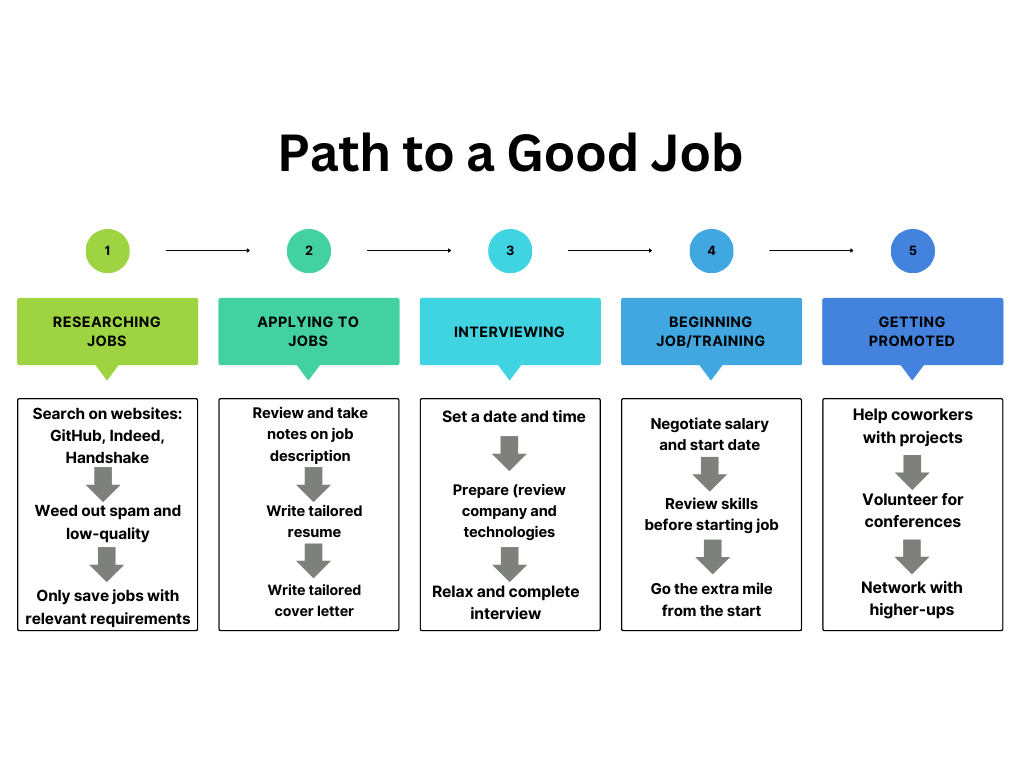 Path to a Good Job
1
2
3
4
5
RESEARCHING
JOBS
APPLYING TO
JOBS
INTERVIEWING
BEGINNING
JOB/TRAINING
GETTING
PROMOTED
Search on websites:
GitHub, Indeed,
Handshake
Weed out spam and
low-quality
Only save jobs with
relevant requirements
Review and take
notes on job
description
Write tailored
resume
Write tailored
cover letter
Set a date and time
Prepare (review
company and
technologies
Relax and complete
interview
Negotiate salary
and start date
Review skills
before starting job
Go the extra mile
from the start
Help coworkers
with projects
Volunteer for
conferences
Network with
higher-ups